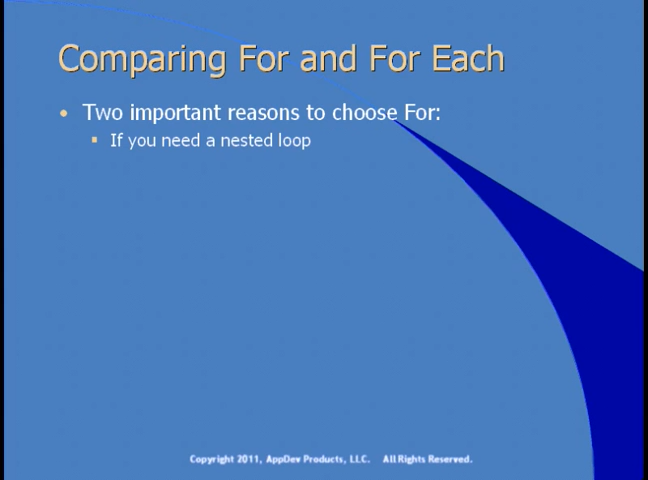 Comparing For and For Each
• Two important reasons to choose For:
▪ If you need a nested loop
Copyright 2011, AppDev Products, LLC. All Rights Reserved.